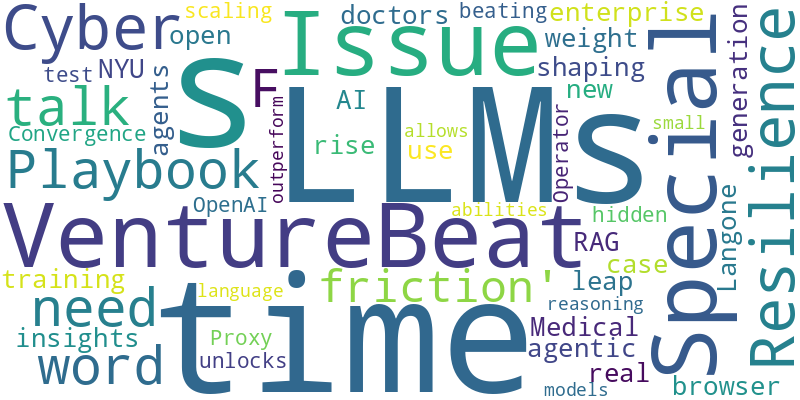 Cyber
scaling
open
Issue
doctors
beating
enterprise
weight
Special
generation
Resilience
test
NYU
agents
s
F
shaping
talk
AI
new
LLMs
Convergence
rise
outperform
allows
use
Operator
small
Playbook
OpenAI
abilities
hidden
Langone
VentureBeat
RAG
training
language
friction'
case
leap
need
time
reasoning
insights
Proxy
Medical
word
unlocks
agentic
real
models
browser